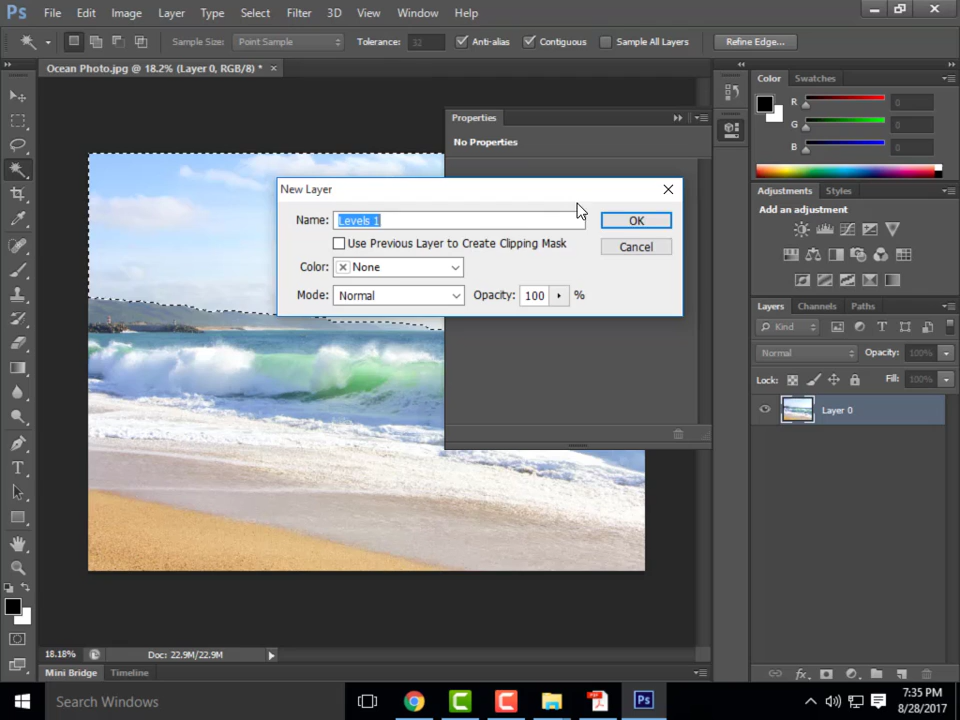 Ps File Edit Image Layer Type Select Filter 3D View Window Help
Sample Size: Point Sample Tolerance: 32 Anti-alias Contiguous Sample All Layers Refine Edge...
Ocean Photo.jpg @ 18.2% (Layer 0, RGB/8) * ×
Color Swatches
R 0
G 0
B 0
Properties
No Properties
New Layer
Name: Levels 1 OK
Use Previous Layer to Create Clipping Mask Cancel
Color: None
Mode: Normal Opacity: 100 %
Adjustments Styles
Add an adjustment
Layers Channels Paths
Kind
Normal Opacity: 100%
Lock: Fill: 100%
Layer 0
18.18% Doc: 22.9M/22.9M
Mini Bridge Timeline
Search Windows
Ps
7:35 PM
8/28/2017